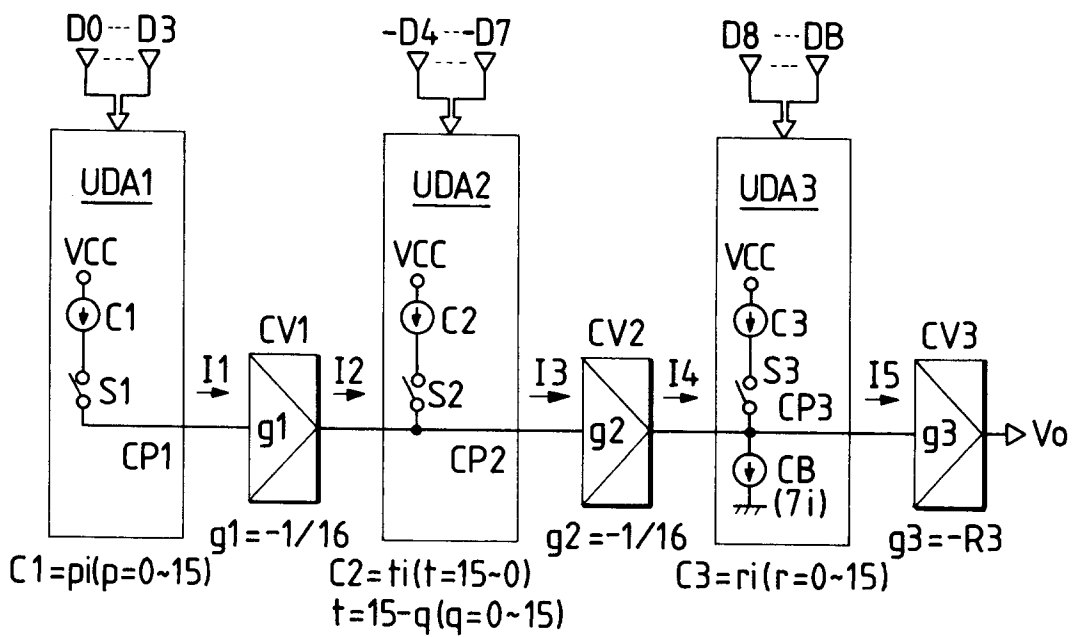 D0 --- D3
-D4 --- -D7
D8 --- DB
UDA1
UDA2
UDA3
VCC
VCC
VCC
C1
C2
C3
CV1
CV2
CV3
S1
I1
I2
S2
I3
I4
S3
CP3
I5
g1
g2
g3
Vo
CP1
CP2
CB
(7i)
g1=-1/16
g2=-1/16
g3=-R3
C1=pi(p=0~15)
C2=ti(t=15~0)
t=15-q(q=0~15)
C3=ri(r=0~15)